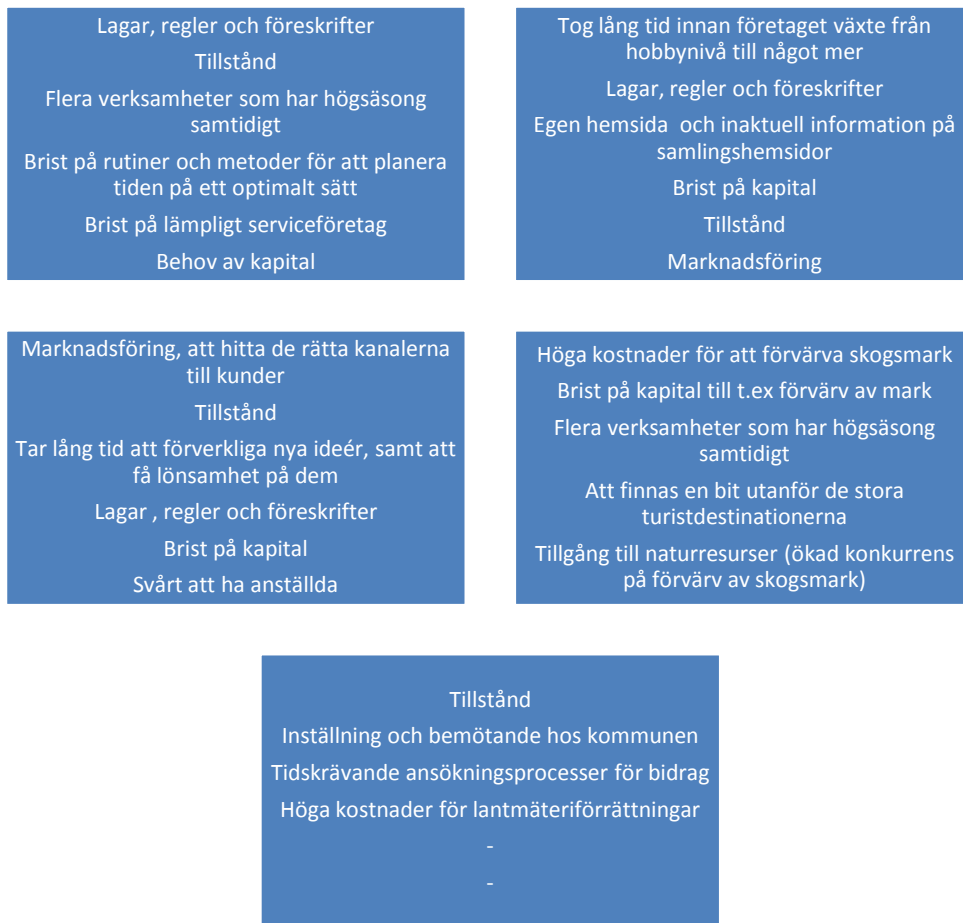 Lagar, regler och föreskrifter
Tillstånd
Flera verksamheter som har högsäsong
samtidigt
Brist på rutiner och metoder för att planera
tiden på ett optimalt sätt
Brist på lämpligt serviceföretag
Behov av kapital
Tog lång tid innan företaget växte från
hobbynivå till något mer
Lagar, regler och föreskrifter
Egen hemsida och inaktuell information på
samlingshemsidor
Brist på kapital
Tillstånd
Marknadsföring
Marknadsföring, att hitta de rätta kanalerna
till kunder
Tillstånd
Tar lång tid att förverkliga nya ideér, samt att
få lönsamhet på dem
Lagar , regler och föreskrifter
Brist på kapital
Svårt att ha anställda
Höga kostnader för att förvärva skogsmark
Brist på kapital till t.ex förvärv av mark
Flera verksamheter som har högsäsong
samtidigt
Att finnas en bit utanför de stora
turistdestinationerna
Tillgång till naturresurser (ökad konkurrens
på förvärv av skogsmark)
Tillstånd
Inställning och bemötande hos kommunen
Tidskrävande ansökningsprocesser för bidrag
Höga kostnader för lantmäteriförrättningar
-
-